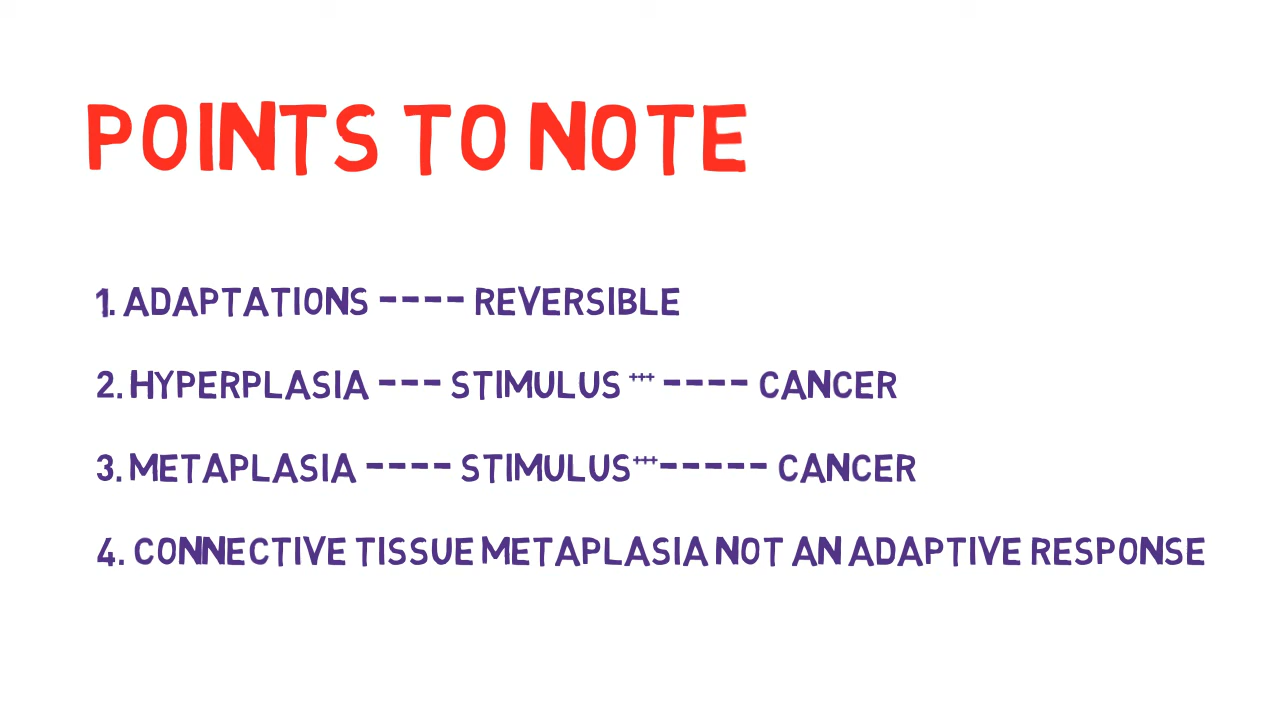 POINTS TO NOTE
1. ADAPTATIONS ---- REVERSIBLE
2. HYPERPLASIA --- STIMULUS +++ ---- CANCER
3. METAPLASIA ---- STIMULUS+++----- CANCER
4. CONNECTIVE TISSUE METAPLASIA NOT AN ADAPTIVE RESPONSE